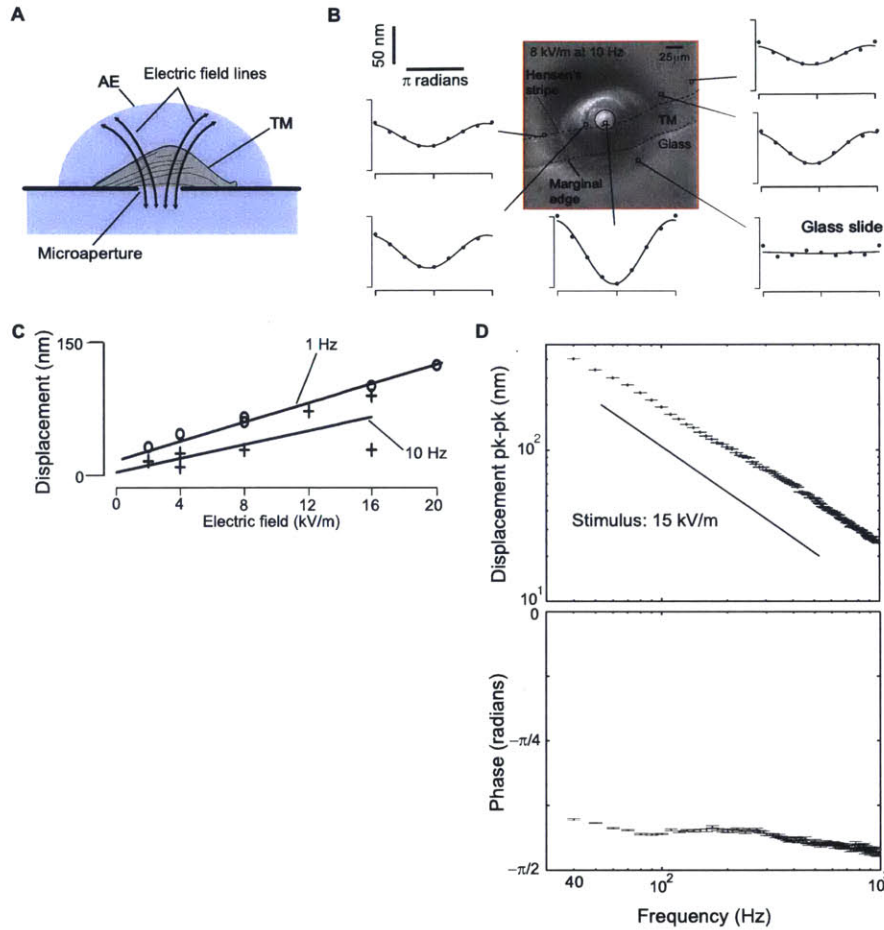 A
AE
Electric field lines
TM
Microaperture
B
50 nm
π radians
8 kV/m at 10 Hz
25μm
Hensen's
stripe
TM
Glass
Marginal
edge
Glass slide
C
150
Displacement (nm)
0
1 Hz
10 Hz
0 4 8 12 16 20
Electric field (kV/m)
D
Displacement pk-pk (nm)
10²
10¹
Stimulus: 15 kV/m
0
Phase (radians)
−π/4
−π/2
40 10²
Frequency (Hz)